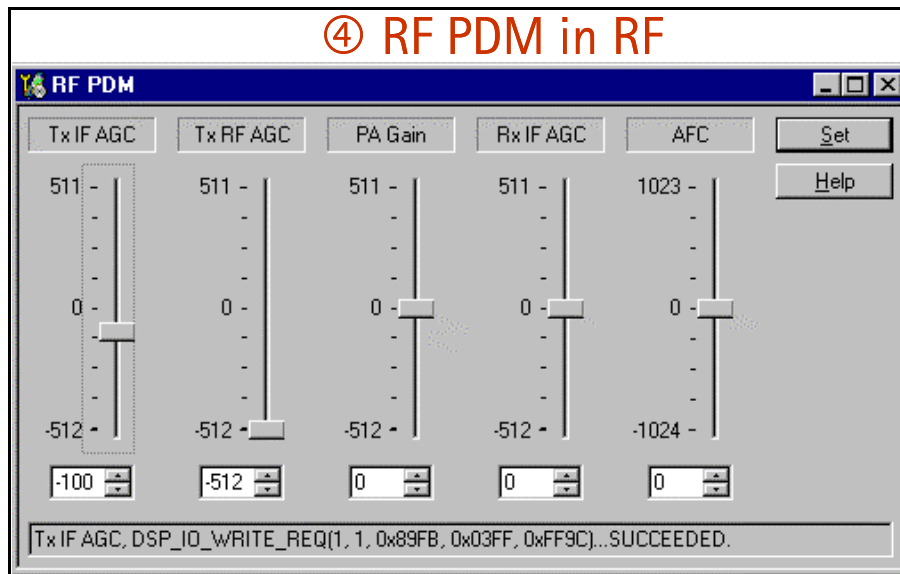 ④ RF PDM in RF
RF PDM
Tx IF AGC Tx RF AGC PA Gain Rx IF AGC AFC Set
Help
511 511 511 511 1023
0 0 0 0 0
-512 -512 -512 -512 -1024
-100 -512 0 0 0
Tx IF AGC, DSP_IO_WRITE_REQ(1, 1, 0x89FB, 0x03FF, 0xFF9C)...SUCCEEDED.